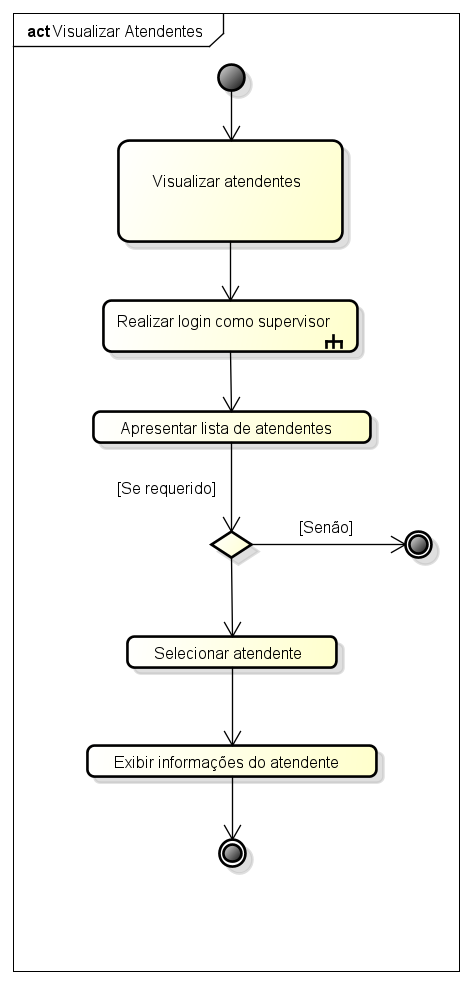 act Visualizar Atendentes
Visualizar atendentes
Realizar login como supervisor
Apresentar lista de atendentes
[Se requerido]
[Senão]
Selecionar atendente
Exibir informações do atendente